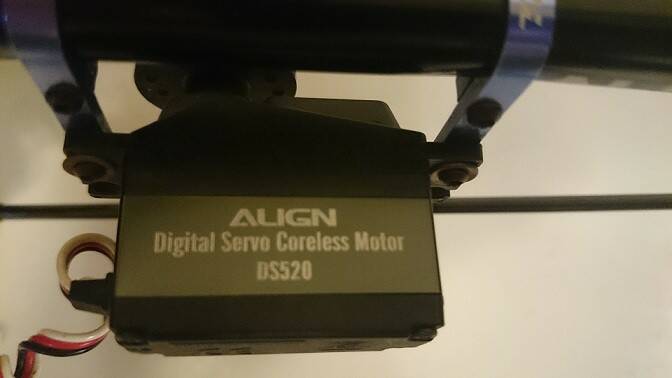 ALIGN
Digital Servo Coreless Motor
DS520